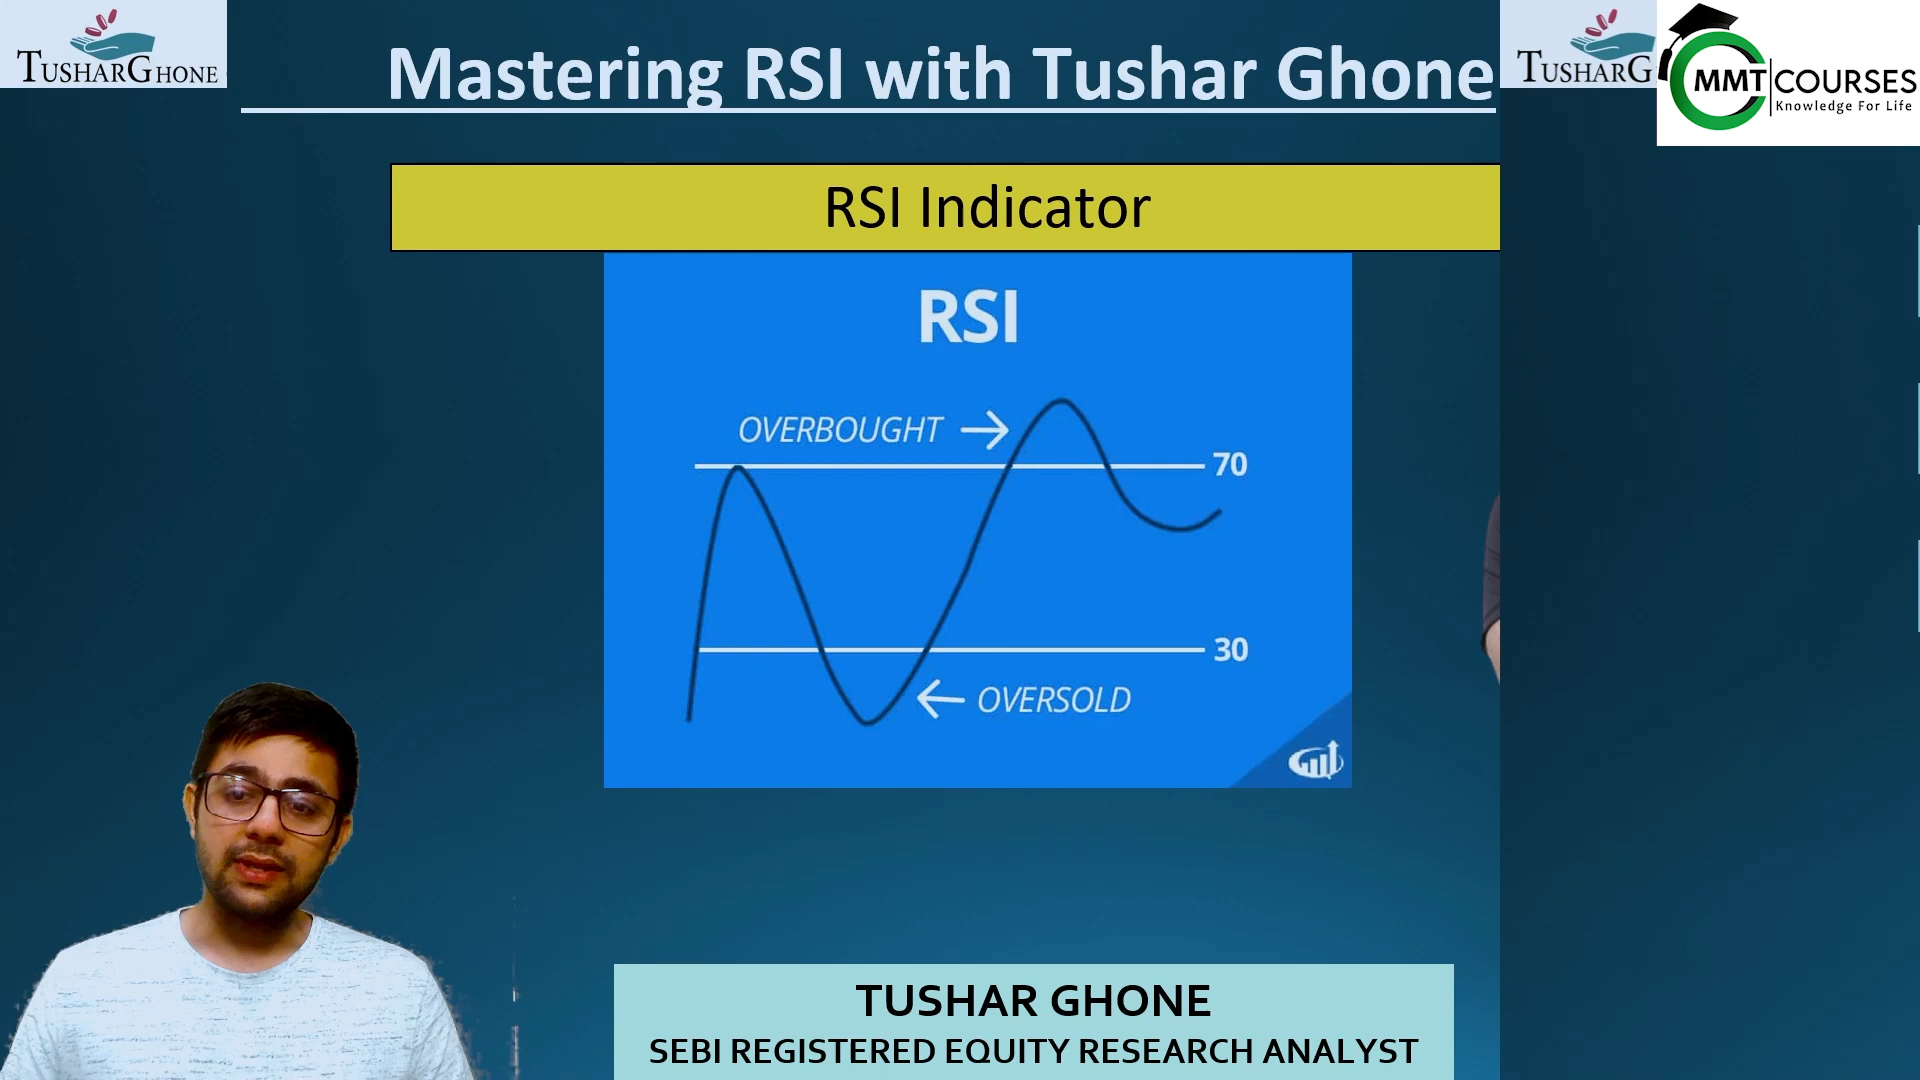 TUSHARGHONE
Mastering RSI with Tushar Ghone
TUSHARG
MMT COURSES
Knowledge For Life
RSI Indicator
RSI
OVERBOUGHT
70
30
OVERSOLD
TUSHAR GHONE
SEBI REGISTERED EQUITY RESEARCH ANALYST